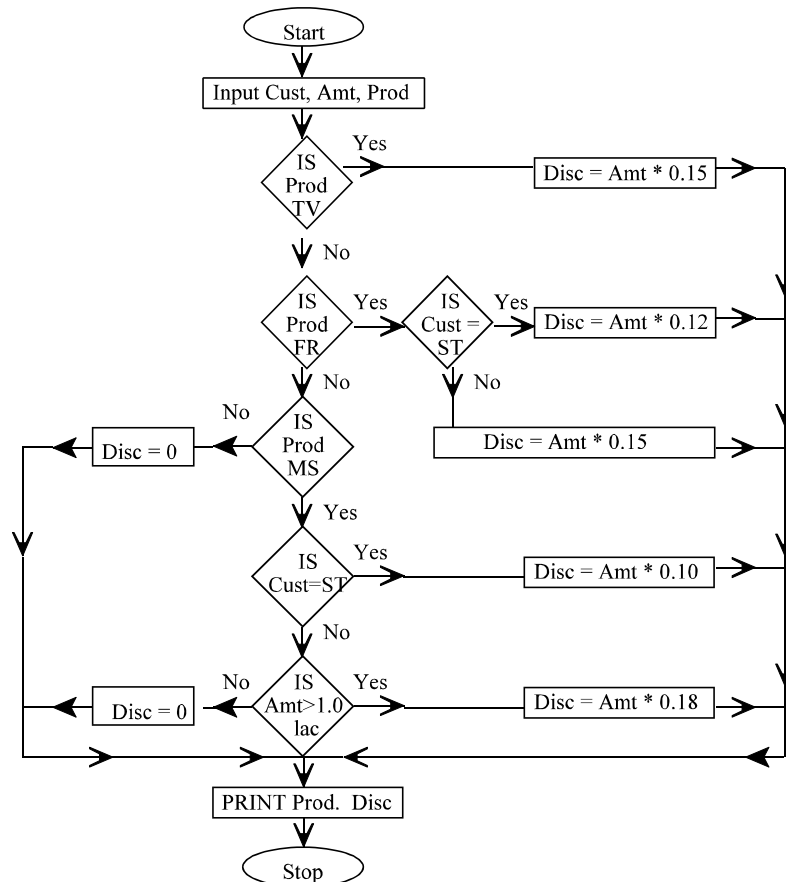 Start
Input Cust, Amt, Prod
Yes
IS
Prod
TV
Disc = Amt * 0.15
No
IS
Prod
FR
Yes
IS
Cust =
ST
Yes
Disc = Amt * 0.12
No
No
Disc = Amt * 0.15
No
IS
Prod
MS
Disc = 0
Yes
IS
Cust=ST
Yes
Disc = Amt * 0.10
No
No
IS
Amt>1.0
lac
Yes
Disc = Amt * 0.18
Disc = 0
PRINT Prod. Disc
Stop